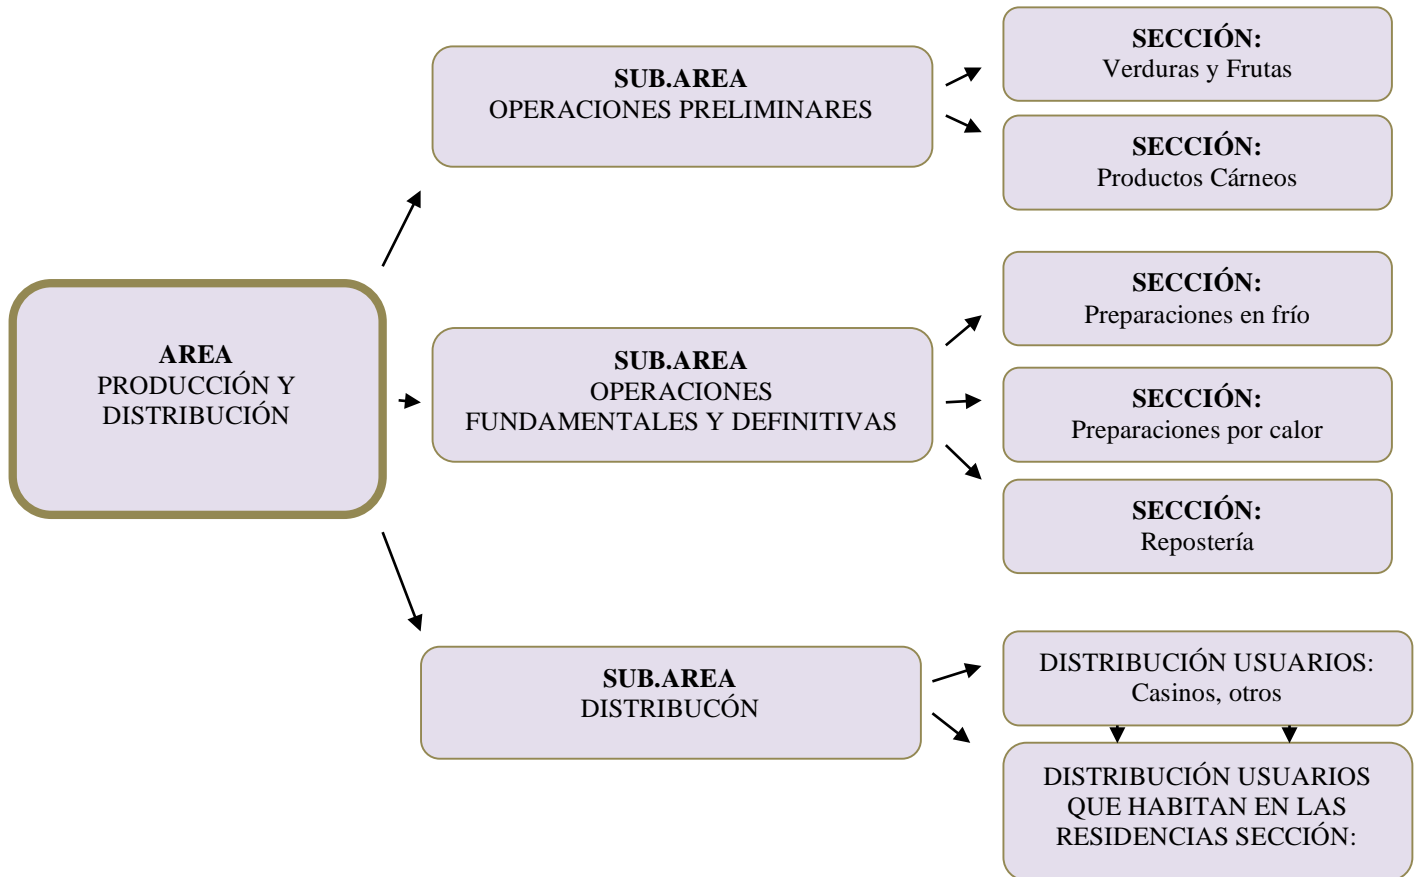 AREA
PRODUCCIÓN Y
DISTRIBUCIÓN
SUB.AREA
OPERACIONES PRELIMINARES
SECCIÓN:
Verduras y Frutas
SECCIÓN:
Productos Cárneos
SUB.AREA
OPERACIONES
FUNDAMENTALES Y DEFINITIVAS
SECCIÓN:
Preparaciones en frío
SECCIÓN:
Preparaciones por calor
SECCIÓN:
Repostería
SUB.AREA
DISTRIBUCÓN
DISTRIBUCIÓN USUARIOS:
Casinos, otros
DISTRIBUCIÓN USUARIOS
QUE HABITAN EN LAS
RESIDENCIAS SECCIÓN: